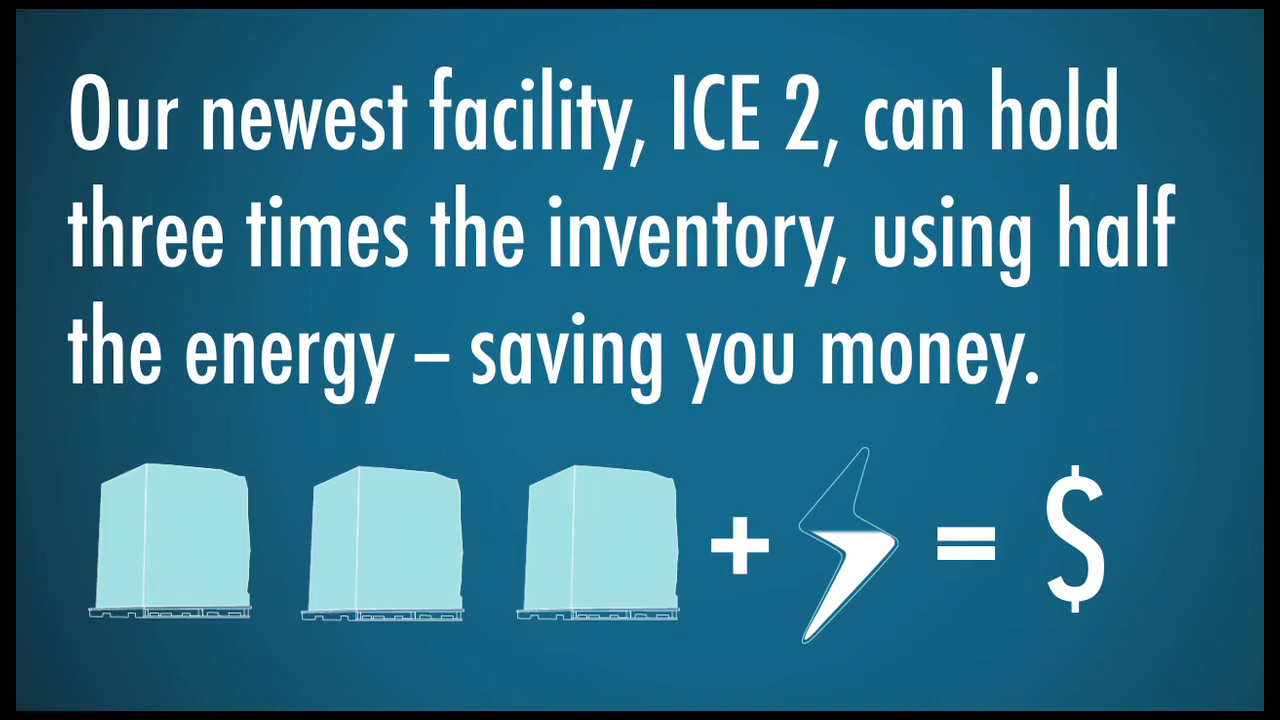 Our newest facility, ICE 2, can hold
three times the inventory, using half
the energy – saving you money.
+ = $